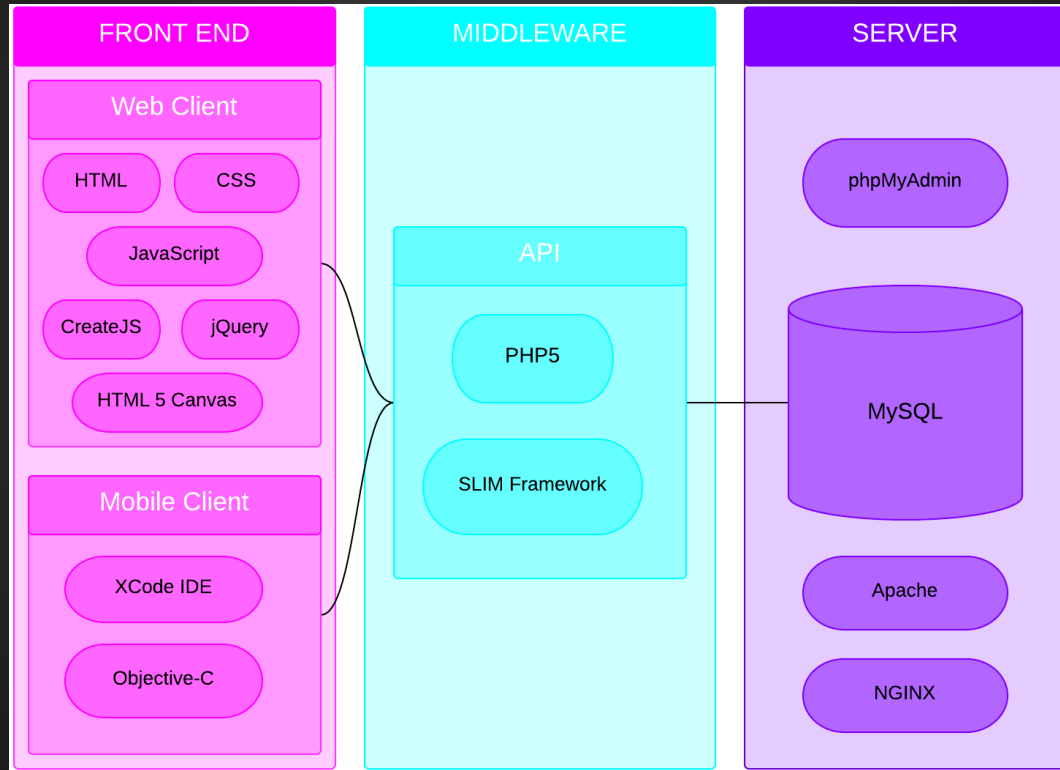 FRONT END
Web Client
HTML
CSS
JavaScript
CreateJS
jQuery
HTML 5 Canvas
Mobile Client
XCode IDE
Objective-C
MIDDLEWARE
API
PHP5
SLIM Framework
SERVER
phpMyAdmin
MySQL
Apache
NGINX